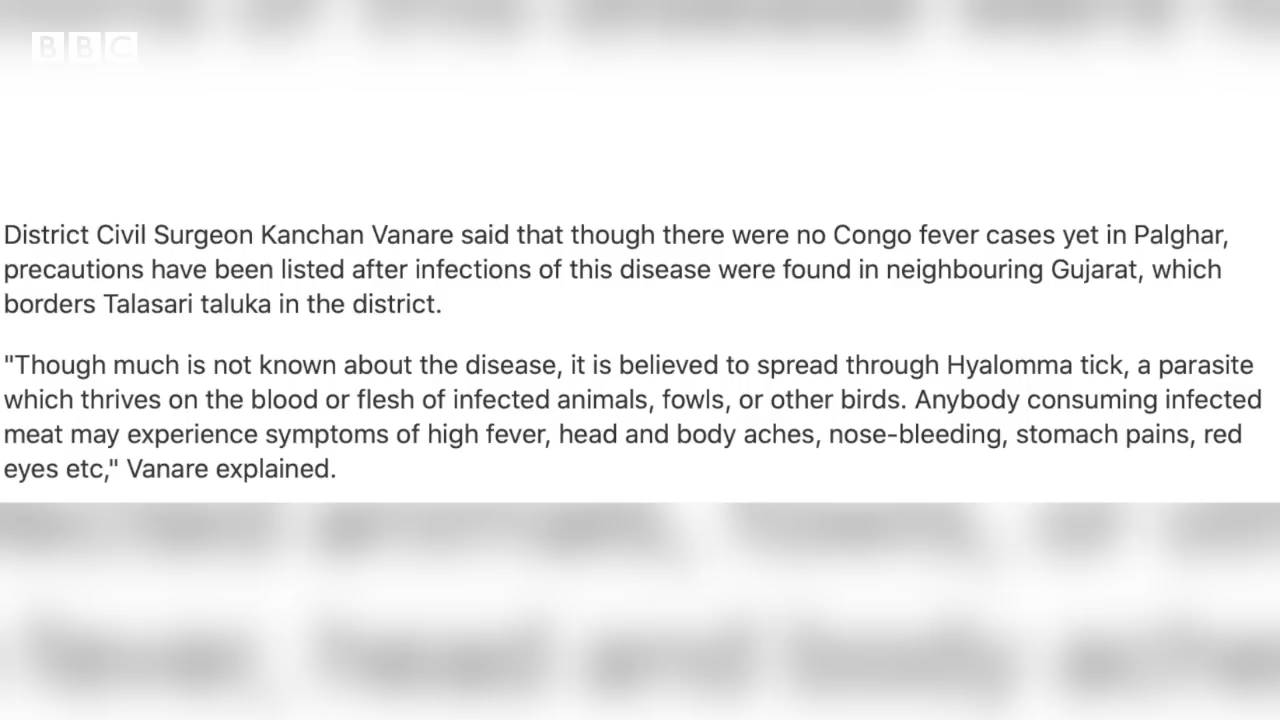 BBC
District Civil Surgeon Kanchan Vanare said that though there were no Congo fever cases yet in Palghar,
precautions have been listed after infections of this disease were found in neighbouring Gujarat, which
borders Talasari taluka in the district.
"Though much is not known about the disease, it is believed to spread through Hyalomma tick, a parasite
which thrives on the blood or flesh of infected animals, fowls, or other birds. Anybody consuming infected
meat may experience symptoms of high fever, head and body aches, nose-bleeding, stomach pains, red
eyes etc," Vanare explained.